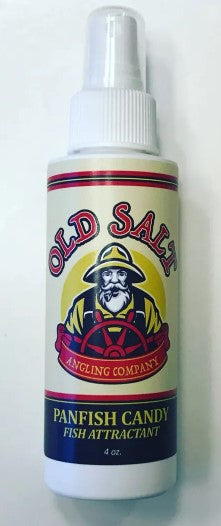 OLD SALT
ANGLING COMPANY
PANFISH CANDY
FISH ATTRACTANT
4 oz.